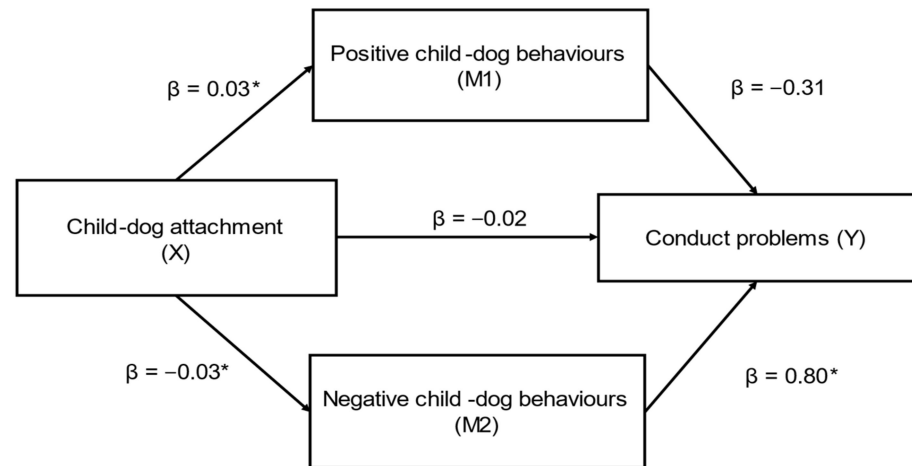 Positive child-dog behaviours
(M1)
β = 0.03*
β = −0.31
Child-dog attachment
(X)
β = −0.02
Conduct problems (Y)
β = −0.03*
β = 0.80*
Negative child-dog behaviours
(M2)